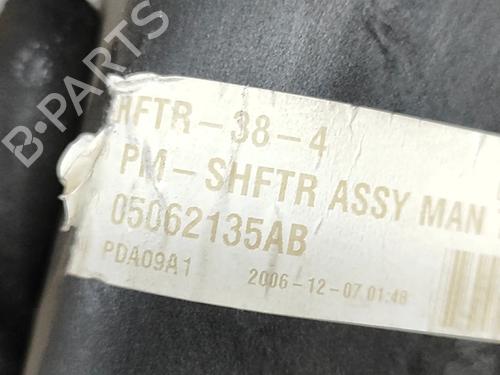 B-PARTS
HFTR-38-4
PM-SHFTR ASSY MAN
05062135AB
PDA09A1 2006-12-07 01:48